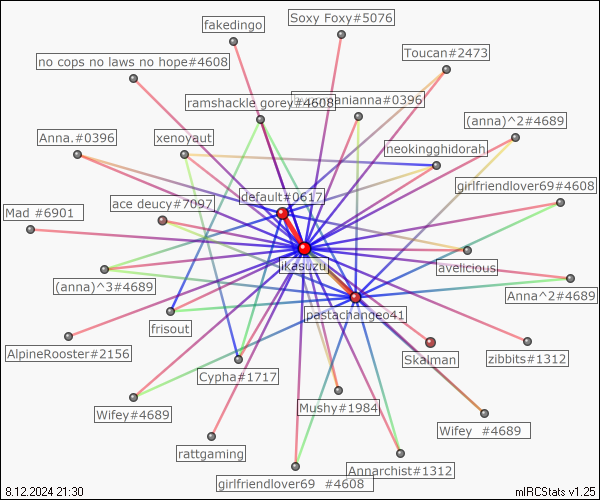 fakedingo
Soxy Foxy#5076
Toucan#2473
no cops no laws no hope#4608
ramshackle gorey#4608
anianna#0396
(anna)^2#4689
Anna.#0396
xenoyaut
neokingghidorah
default#0617
girlfriendlover69#4608
ace deucy#7097
Mad #6901
ikasuzu
avelicious
(anna)^3#4689
Anna^2#4689
pastachangeo41
frisout
AlpineRooster#2156
Skalman
zibbits#1312
Cypha#1717
Mushy#1984
Wifey#4689
Wifey #4689
rattgaming
Annarchist#1312
girlfriendlover69 #4608
8.12.2024 21:30
mIRCStats v1.25